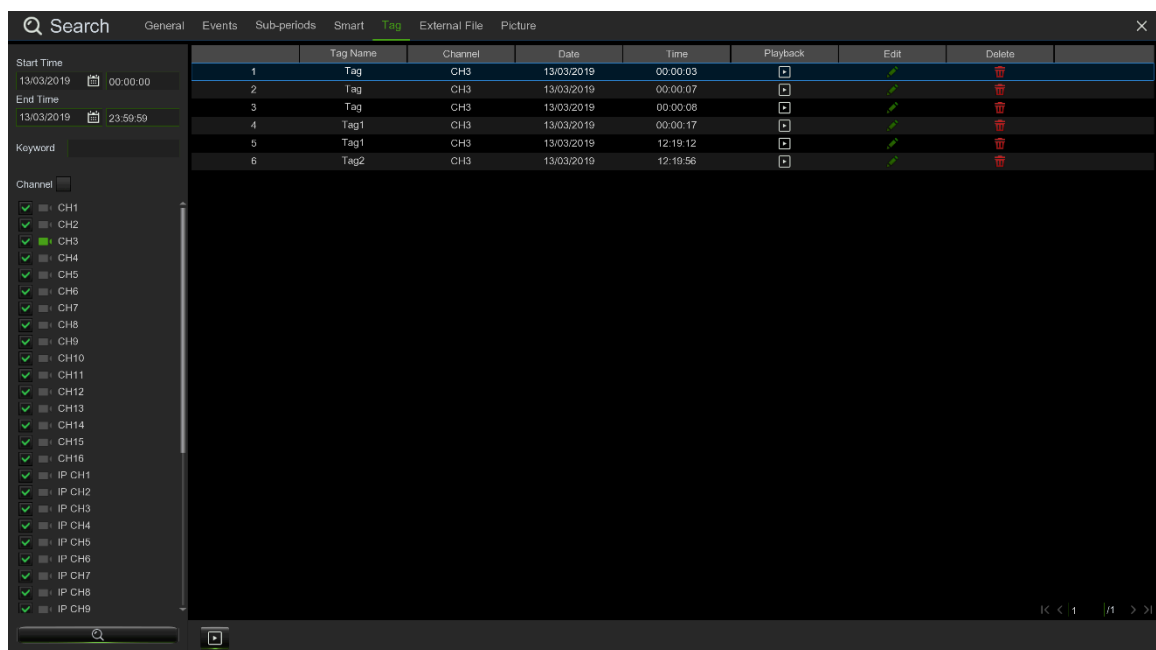 Search General Events Sub-periods Smart Tag External File Picture
Start Time
13/03/2019 00:00:00
End Time
13/03/2019 23:59:59
Keyword
Channel
CH1
CH2
CH3
CH4
CH5
CH6
CH7
CH8
CH9
CH10
CH11
CH12
CH13
CH14
CH15
CH16
IP CH1
IP CH2
IP CH3
IP CH4
IP CH5
IP CH6
IP CH7
IP CH8
IP CH9
Tag Name Channel Date Time Playback Edit Delete
1 Tag CH3 13/03/2019 00:00:03
2 Tag CH3 13/03/2019 00:00:07
3 Tag CH3 13/03/2019 00:00:08
4 Tag1 CH3 13/03/2019 00:00:17
5 Tag1 CH3 13/03/2019 12:19:12
6 Tag2 CH3 13/03/2019 12:19:56
1 /1